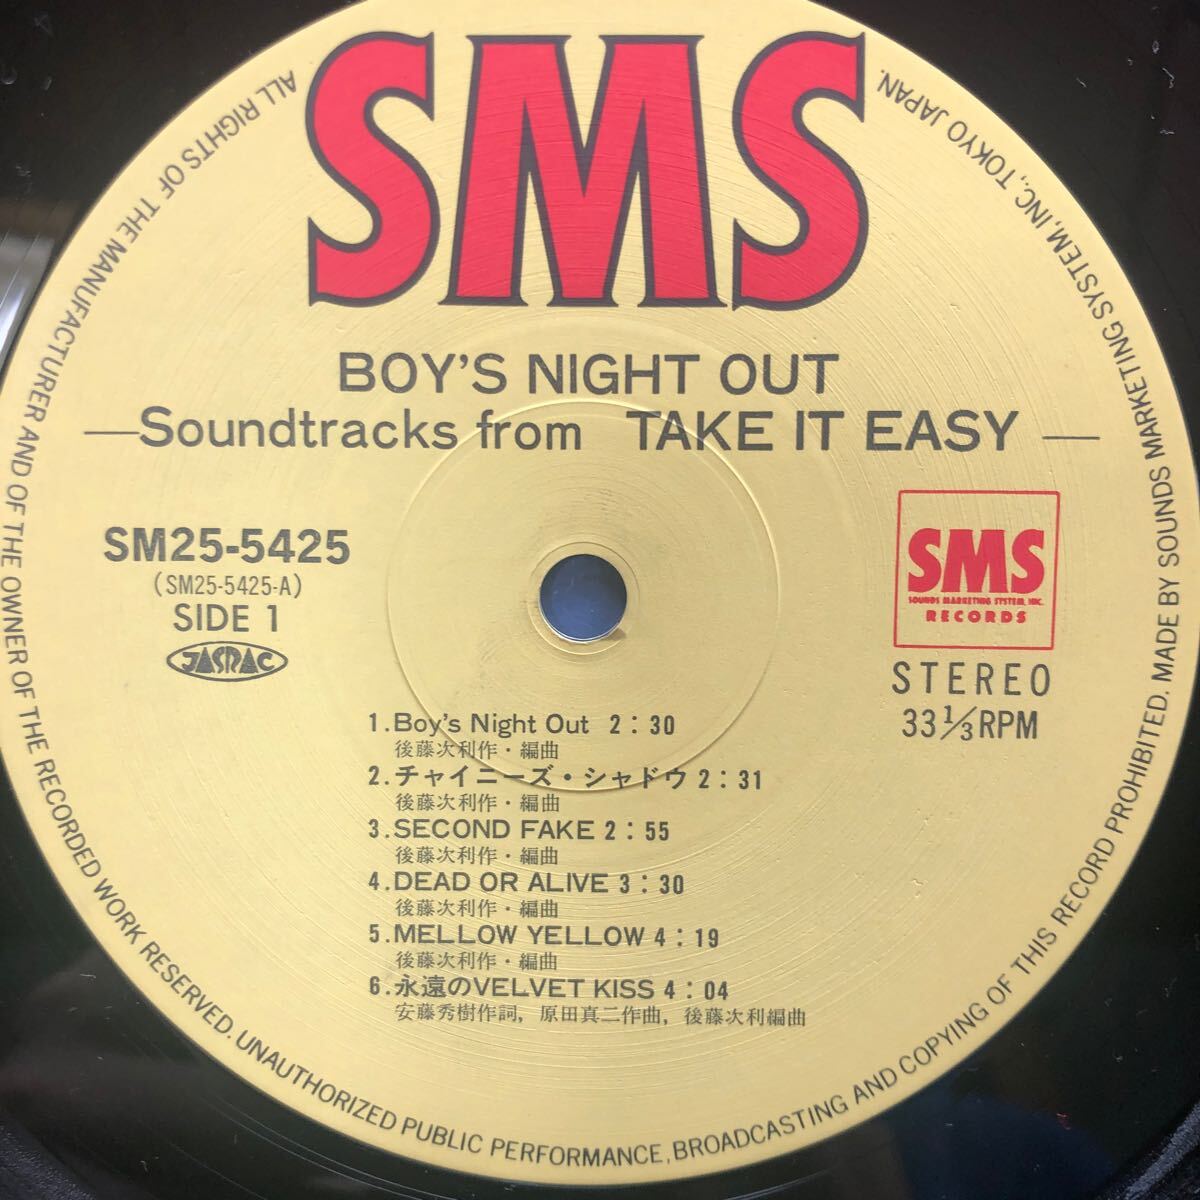 SMS
BOY'S NIGHT OUT
—Soundtracks from TAKE IT EASY—
SM25-5425
(SM25-5425-A)
SIDE 1
JASRAC
SMS
SOUNDS MARKETING SYSTEM, INC.
RECORDS
STEREO
33 1/3 RPM
1.Boy's Night Out 2:30
後藤次利作・編曲
2.チャイニーズ・シャドウ 2:31
後藤次利作・編曲
3.SECOND FAKE 2:55
後藤次利作・編曲
4.DEAD OR ALIVE 3:30
後藤次利作・編曲
5.MELLOW YELLOW 4:19
後藤次利作・編曲
6.永遠のVELVET KISS 4:04
安藤秀樹作詞, 原田真二作曲, 後藤次利編曲
ALL RIGHTS OF THE MANUFACTURER AND OF THE OWNER OF THE RECORDED WORK RESERVED. UNAUTHORIZED PUBLIC PERFORMANCE, BROADCASTING AND COPYING OF THIS RECORD PROHIBITED. MADE BY SOUNDS MARKETING SYSTEM, INC., TOKYO JAPAN.